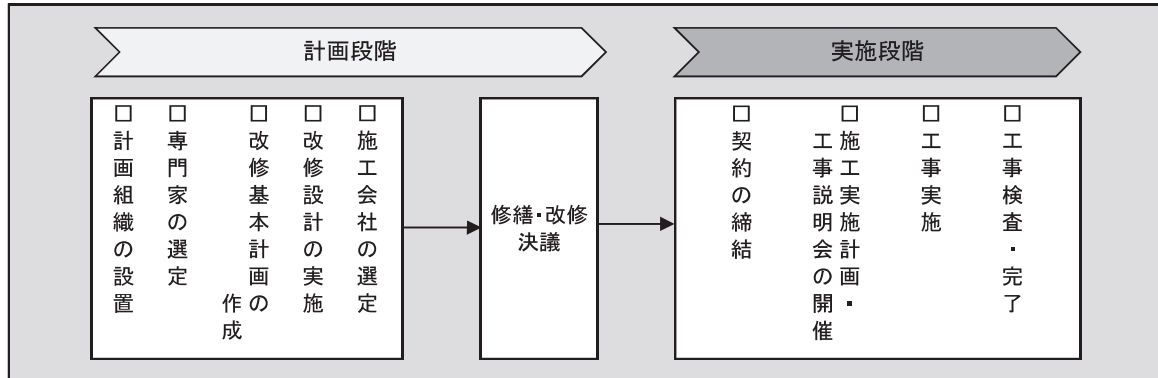 計画段階
実施段階
□計画組織の設置
□専門家の選定
□改修基本計画の
作成
□改修設計の実施
□施工会社の選定
修繕・改修
決議
□契約の締結
□施工実施計画・
工事説明会の開催
□工事実施
□工事検査・完了